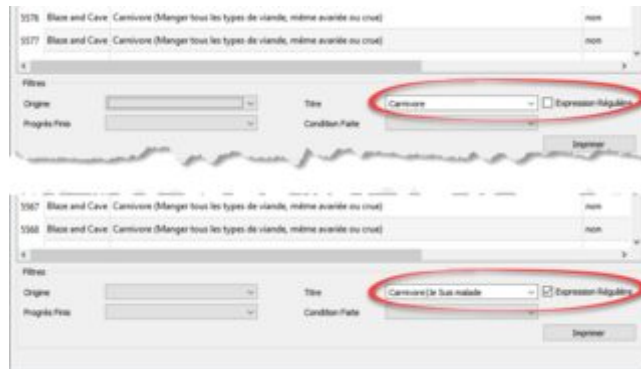 5576 Blaze and Cave Carnivore (Manger tous les types de viande, même avariée ou crue) non
5577 Blaze and Cave Carnivore (Manger tous les types de viande, même avariée ou crue) non
Filtres
Origine Titre Carnivore Expression Régulière
Progrès Finis Condition Faite
Imprimer
5567 Blaze and Cave Carnivore (Manger tous les types de viande, même avariée ou crue) non
5568 Blaze and Cave Carnivore (Manger tous les types de viande, même avariée ou crue) non
Filtres
Origine Titre Carnivore|Je Suis malade Expression Régulière
Progrès Finis Condition Faite
Imprimer